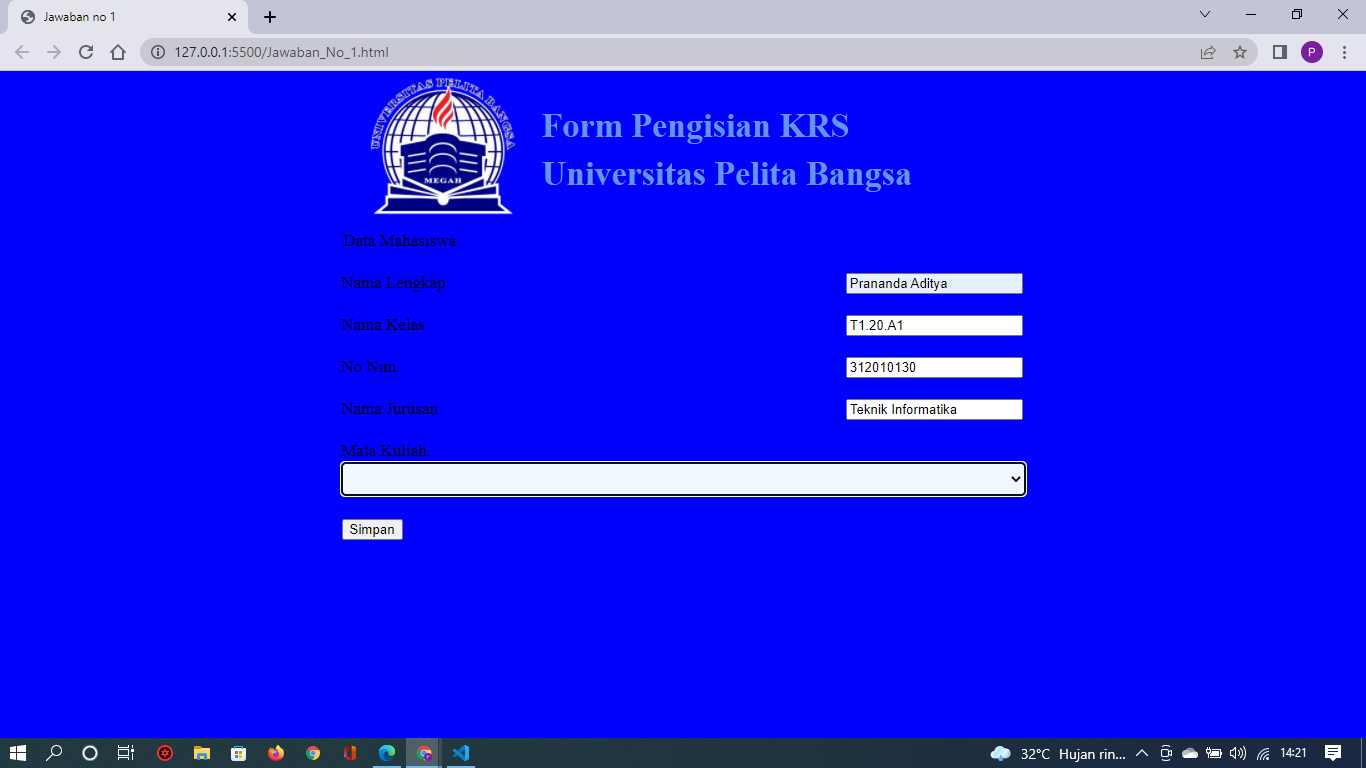 Jawaban no 1
127.0.0.1:5500/Jawaban_No_1.html
P
UNIVERSITAS PELITA BANGSA
MEGAH
Form Pengisian KRS
Universitas Pelita Bangsa
Data Mahasiswa
Nama Lengkap
Prananda Aditya
Nama Kelas
T1.20.A1
No Nim
312010130
Nama Jurusan
Teknik Informatika
Mata Kuliah
Simpan
32°C Hujan rin... 14:21